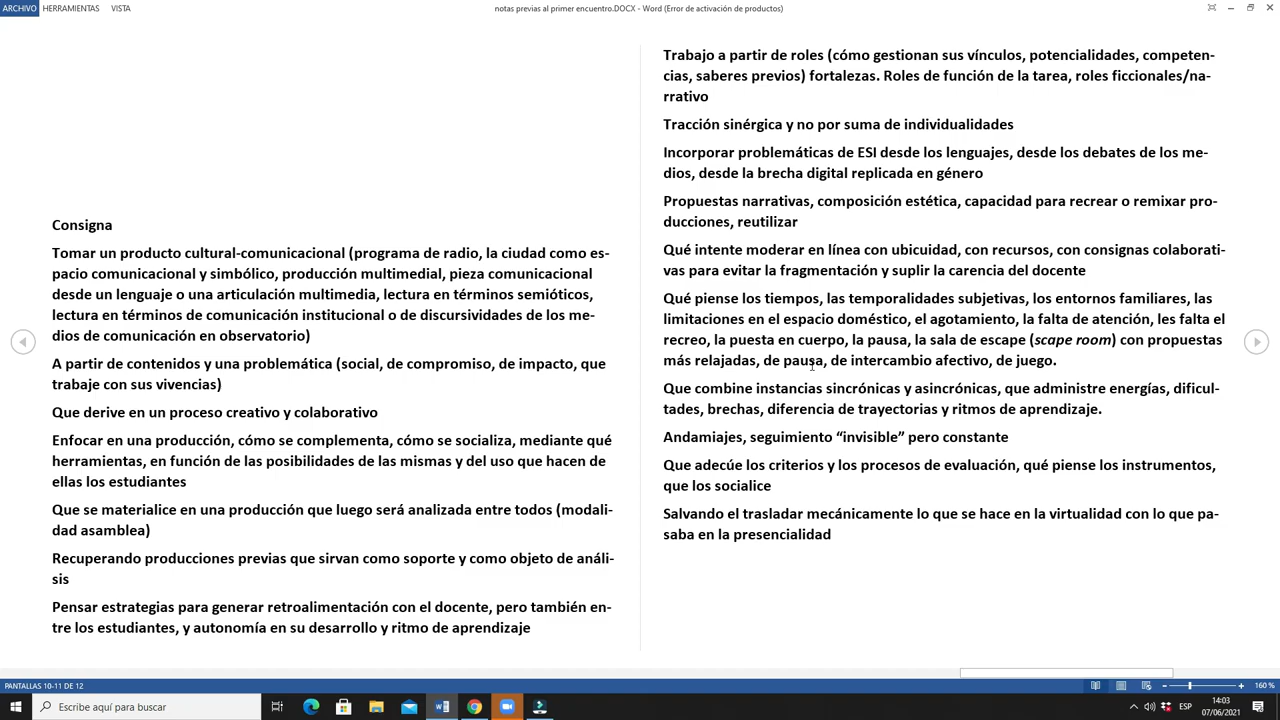 ARCHIVO HERRAMIENTAS VISTA
notas previas al primer encuentro.DOCX - Word (Error de activación de productos)
Consigna
Tomar un producto cultural-comunicacional (programa de radio, la ciudad como es-
pacio comunicacional y simbólico, producción multimedial, pieza comunicacional
desde un lenguaje o una articulación multimedia, lectura en términos semióticos,
lectura en términos de comunicación institucional o de discursividades de los me-
dios de comunicación en observatorio)
A partir de contenidos y una problemática (social, de compromiso, de impacto, que
trabaje con sus vivencias)
Que derive en un proceso creativo y colaborativo
Enfocar en una producción, cómo se complementa, cómo se socializa, mediante qué
herramientas, en función de las posibilidades de las mismas y del uso que hacen de
ellas los estudiantes
Que se materialice en una producción que luego será analizada entre todos (modali-
dad asamblea)
Recuperando producciones previas que sirvan como soporte y como objeto de análi-
sis
Pensar estrategias para generar retroalimentación con el docente, pero también en-
tre los estudiantes, y autonomía en su desarrollo y ritmo de aprendizaje
Trabajo a partir de roles (cómo gestionan sus vínculos, potencialidades, competen-
cias, saberes previos) fortalezas. Roles de función de la tarea, roles ficcionales/na-
rrativo
Tracción sinérgica y no por suma de individualidades
Incorporar problemáticas de ESI desde los lenguajes, desde los debates de los me-
dios, desde la brecha digital replicada en género
Propuestas narrativas, composición estética, capacidad para recrear o remixar pro-
ducciones, reutilizar
Qué intente moderar en línea con ubicuidad, con recursos, con consignas colaborati-
vas para evitar la fragmentación y suplir la carencia del docente
Qué piense los tiempos, las temporalidades subjetivas, los entornos familiares, las
limitaciones en el espacio doméstico, el agotamiento, la falta de atención, les falta el
recreo, la puesta en cuerpo, la pausa, la sala de escape (scape room) con propuestas
más relajadas, de pausa, de intercambio afectivo, de juego.
Que combine instancias sincrónicas y asincrónicas, que administre energías, dificul-
tades, brechas, diferencia de trayectorias y ritmos de aprendizaje.
Andamiajes, seguimiento “invisible” pero constante
Que adecúe los criterios y los procesos de evaluación, qué piense los instrumentos,
que los socialice
Salvando el trasladar mecánicamente lo que se hace en la virtualidad con lo que pa-
saba en la presencialidad
PANTALLAS 10-11 DE 12
160 %
Escribe aquí para buscar
ESP
14:03
07/06/2021